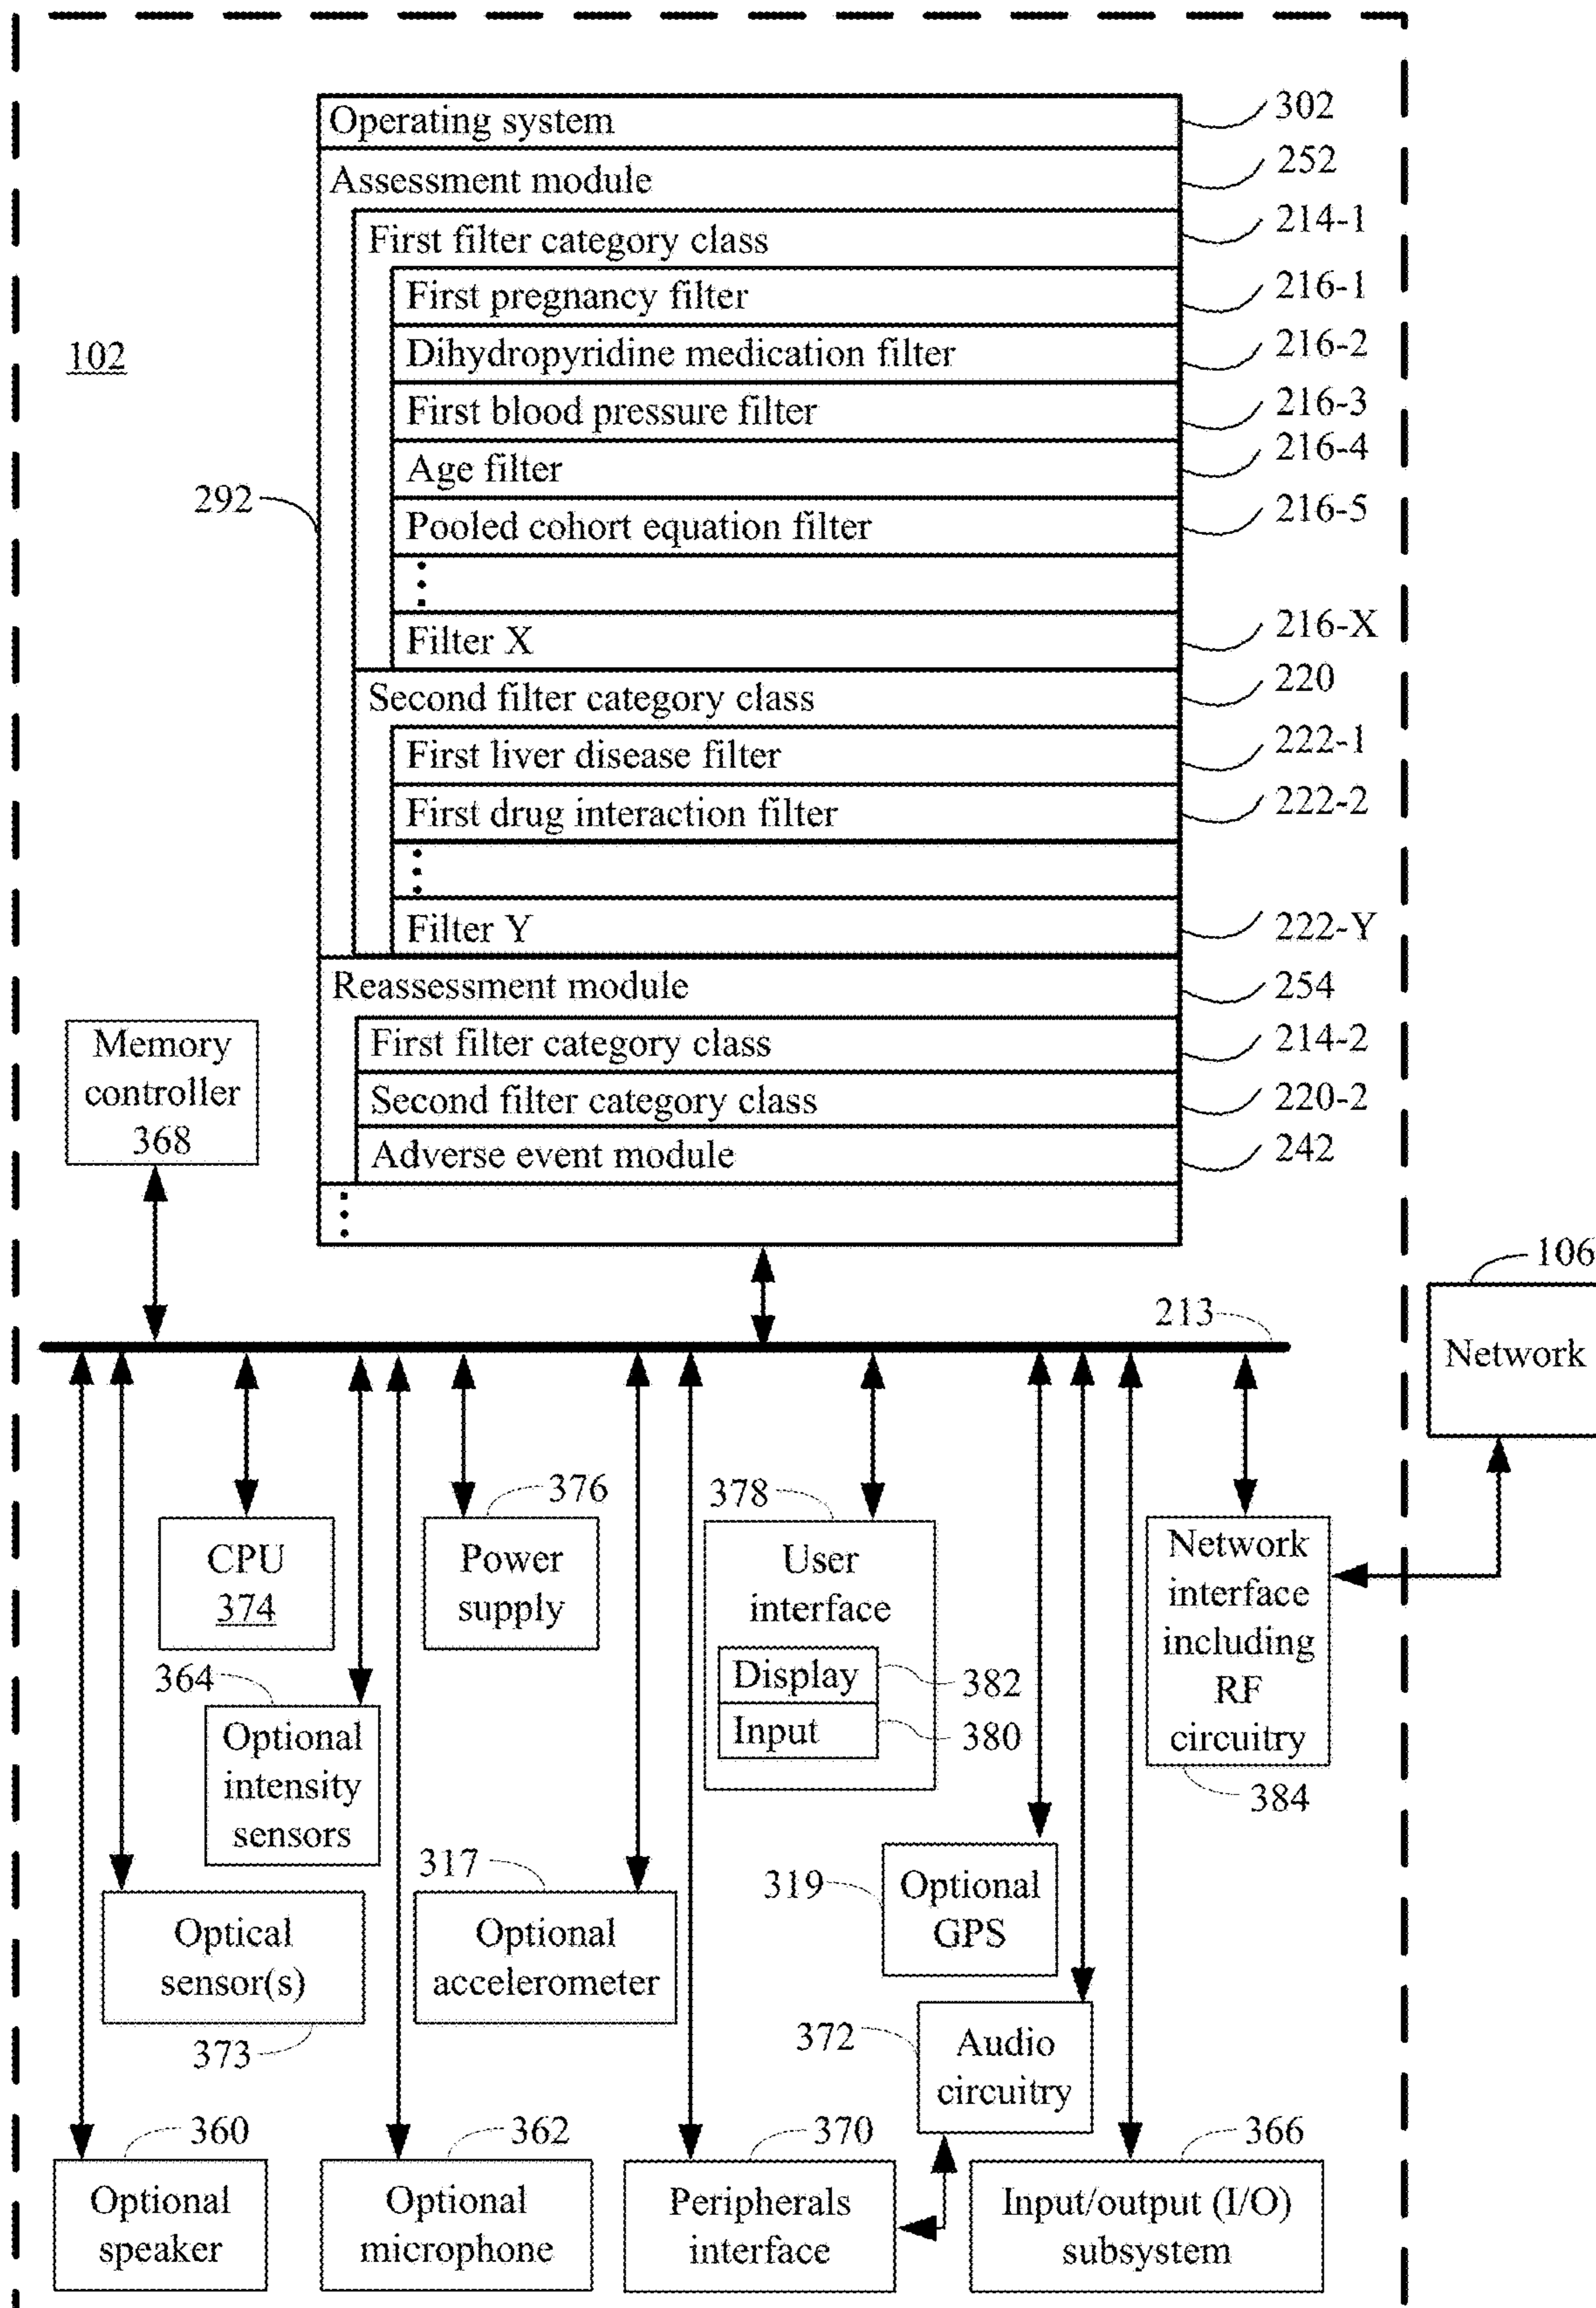 Operating system
302
Assessment module
252
First filter category class
214-1
First pregnancy filter
216-1
Dihydropyridine medication filter
216-2
102
First blood pressure filter
216-3
Age filter
216-4
292
Pooled cohort equation filter
216-5
Filter X
216-X
Second filter category class
220
First liver disease filter
222-1
First drug interaction filter
222-2
Filter Y
222-Y
Reassessment module
254
Memory
controller
368
First filter category class
214-2
Second filter category class
220-2
Adverse event module
242
106
213
Network
376
378
CPU
374
Power
supply
User
interface
Display
382
Input
380
Network
interface
including
RF
circuitry
384
364
Optional
intensity
sensors
317
319
Optional
GPS
Optical
sensor(s)
373
Optional
accelerometer
372
Audio
circuitry
360
362
370
366
Optional
speaker
Optional
microphone
Peripherals
interface
Input/output (I/O)
subsystem